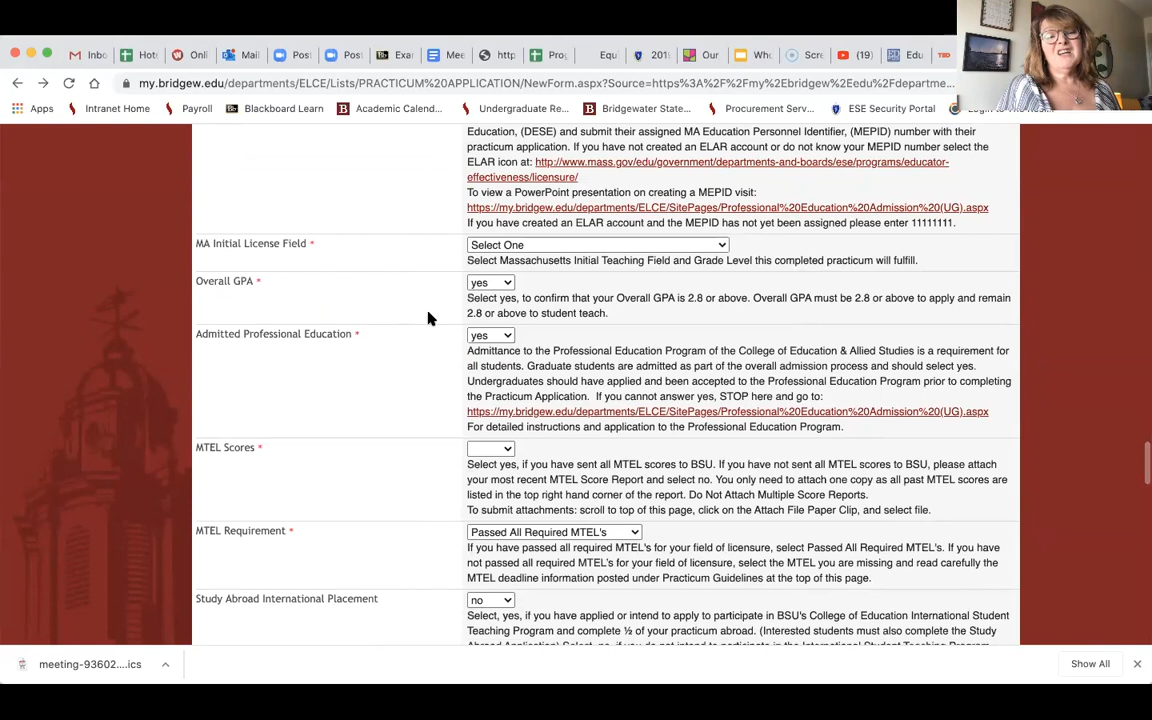 Inbo
Hot
Onli
Mail
Post
Post
Exar
Mee
http
Prog
Equ
201
Our
Who
Scre
(19)
Edu
TED
my.bridgew.edu/departments/ELCE/Lists/PRACTICUM%20APPLICATION/NewForm.aspx?Source=https%3A%2F%2Fmy%2Ebridgew%2Eedu%2Fdepartme...
Apps
Intranet Home
Payroll
Blackboard Learn
Academic Calend...
Undergraduate Re...
Bridgewater State...
Procurement Serv...
ESE Security Portal
Education, (DESE) and submit their assigned MA Education Personnel Identifier, (MEPID) number with their
practicum application. If you have not created an ELAR account or do not know your MEPID number select the
ELAR icon at: http://www.mass.gov/edu/government/departments-and-boards/ese/programs/educator-
effectiveness/licensure/
To view a PowerPoint presentation on creating a MEPID visit:
https://my.bridgew.edu/departments/ELCE/SitePages/Professional%20Education%20Admission%20(UG).aspx
If you have created an ELAR account and the MEPID has not yet been assigned please enter 11111111.
MA Initial License Field *
Select One
Select Massachusetts Initial Teaching Field and Grade Level this completed practicum will fulfill.
Overall GPA *
yes
Select yes, to confirm that your Overall GPA is 2.8 or above. Overall GPA must be 2.8 or above to apply and remain
2.8 or above to student teach.
Admitted Professional Education *
yes
Admittance to the Professional Education Program of the College of Education & Allied Studies is a requirement for
all students. Graduate students are admitted as part of the overall admission process and should select yes.
Undergraduates should have applied and been accepted to the Professional Education Program prior to completing
the Practicum Application. If you cannot answer yes, STOP here and go to:
https://my.bridgew.edu/departments/ELCE/SitePages/Professional%20Education%20Admission%20(UG).aspx
For detailed instructions and application to the Professional Education Program.
MTEL Scores *
Select yes, if you have sent all MTEL scores to BSU. If you have not sent all MTEL scores to BSU, please attach
your most recent MTEL Score Report and select no. You only need to attach one copy as all past MTEL scores are
listed in the top right hand corner of the report. Do Not Attach Multiple Score Reports.
To submit attachments: scroll to top of this page, click on the Attach File Paper Clip, and select file.
MTEL Requirement *
Passed All Required MTEL's
If you have passed all required MTEL's for your field of licensure, select Passed All Required MTEL's. If you have
not passed all required MTEL's for your field of licensure, select the MTEL you are missing and read carefully the
MTEL deadline information posted under Practicum Guidelines at the top of this page.
Study Abroad International Placement
no
Select, yes, if you have applied or intend to apply to participate in BSU's College of Education International Student
Teaching Program and complete ½ of your practicum abroad. (Interested students must also complete the Study
meeting-93602....ics
Show All